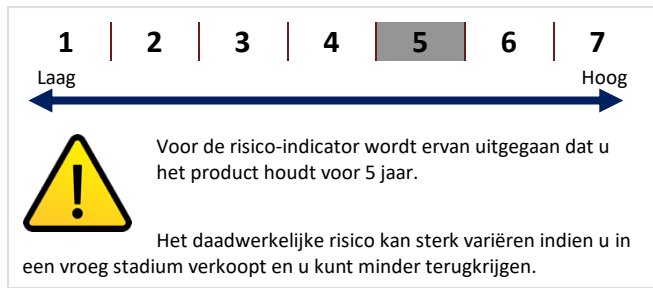 1 2 3 4 5 6 7
Laag Hoog
Voor de risico-indicator wordt ervan uitgegaan dat u
het product houdt voor 5 jaar.
Het daadwerkelijke risico kan sterk variëren indien u in
een vroeg stadium verkoopt en u kunt minder terugkrijgen.